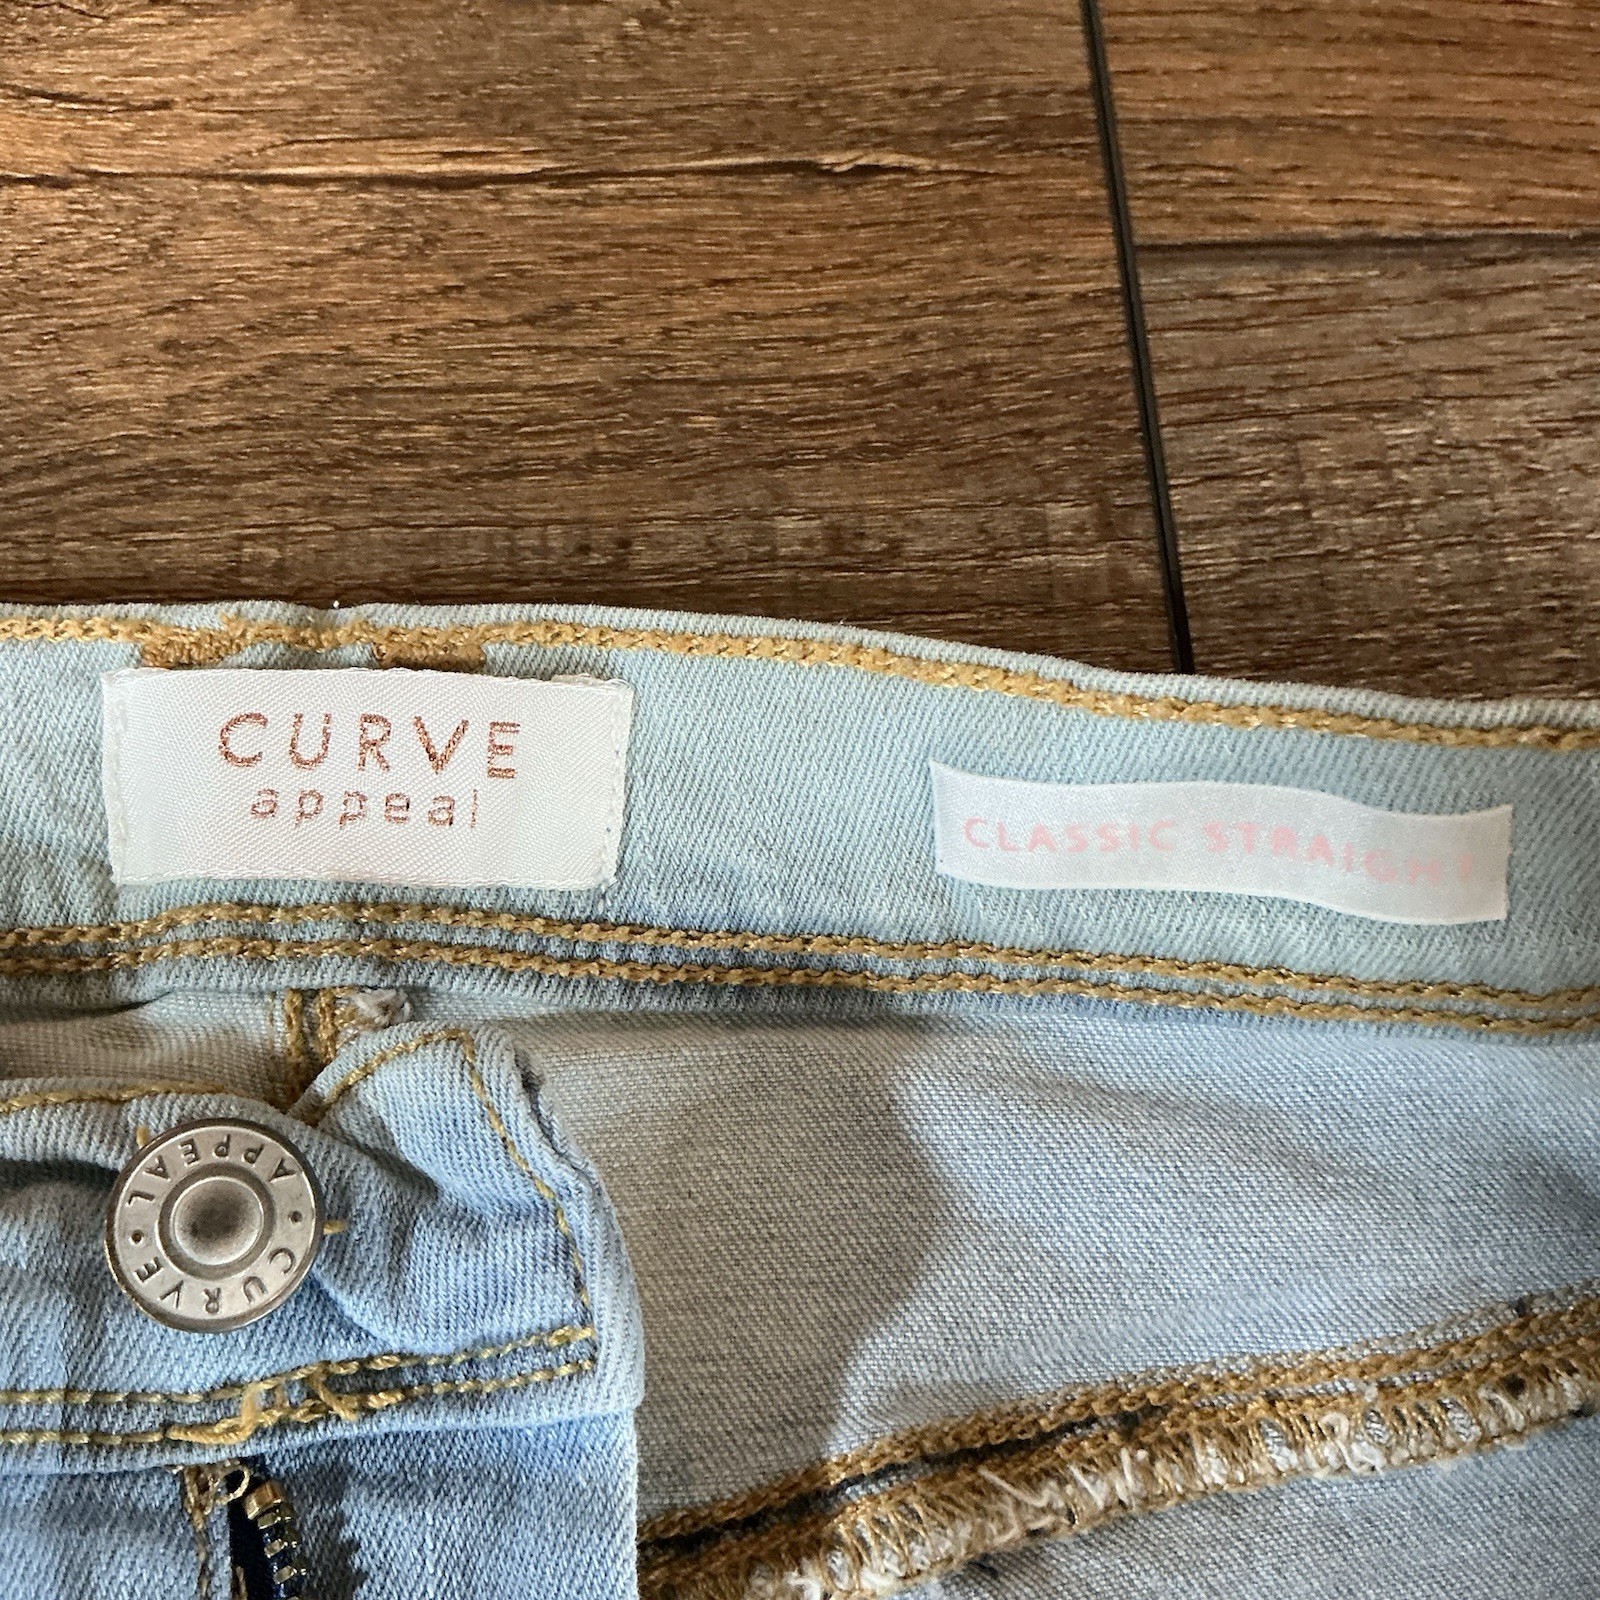 CURVE
appeal
CLASSIC STRAIGHT
CURVE · APPEAL ·